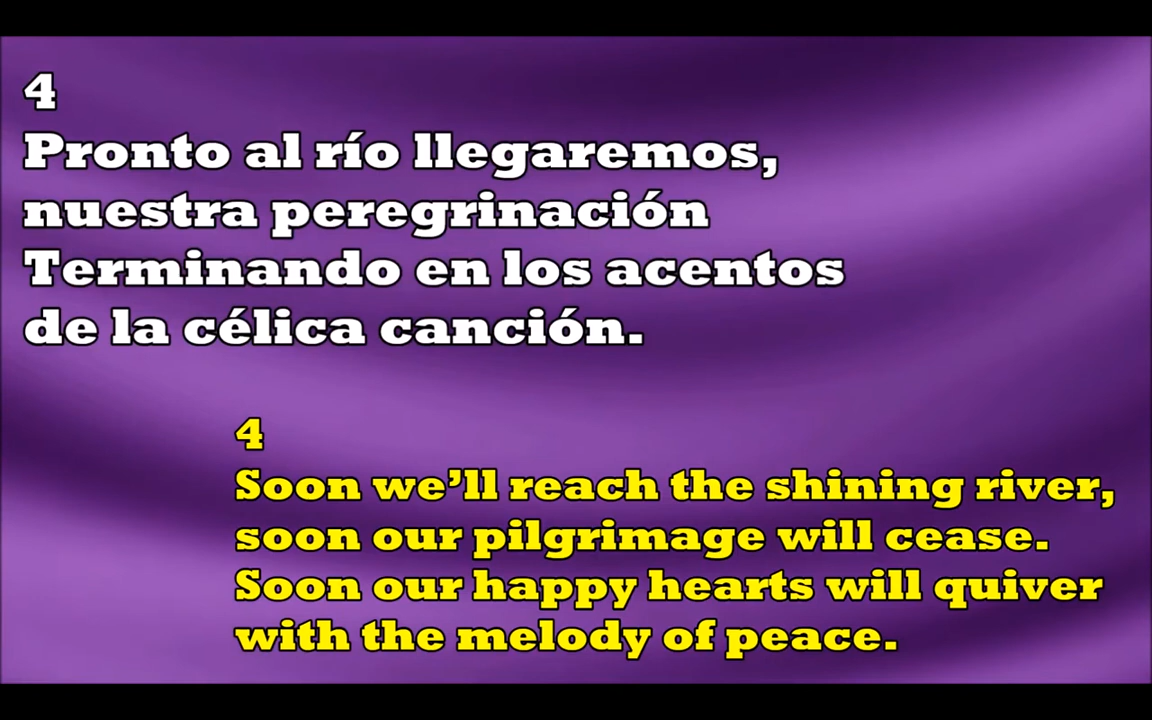 4
Pronto al río llegaremos,
nuestra peregrinación
Terminando en los acentos
de la célica canción.
4
Soon we’ll reach the shining river,
soon our pilgrimage will cease.
Soon our happy hearts will quiver
with the melody of peace.